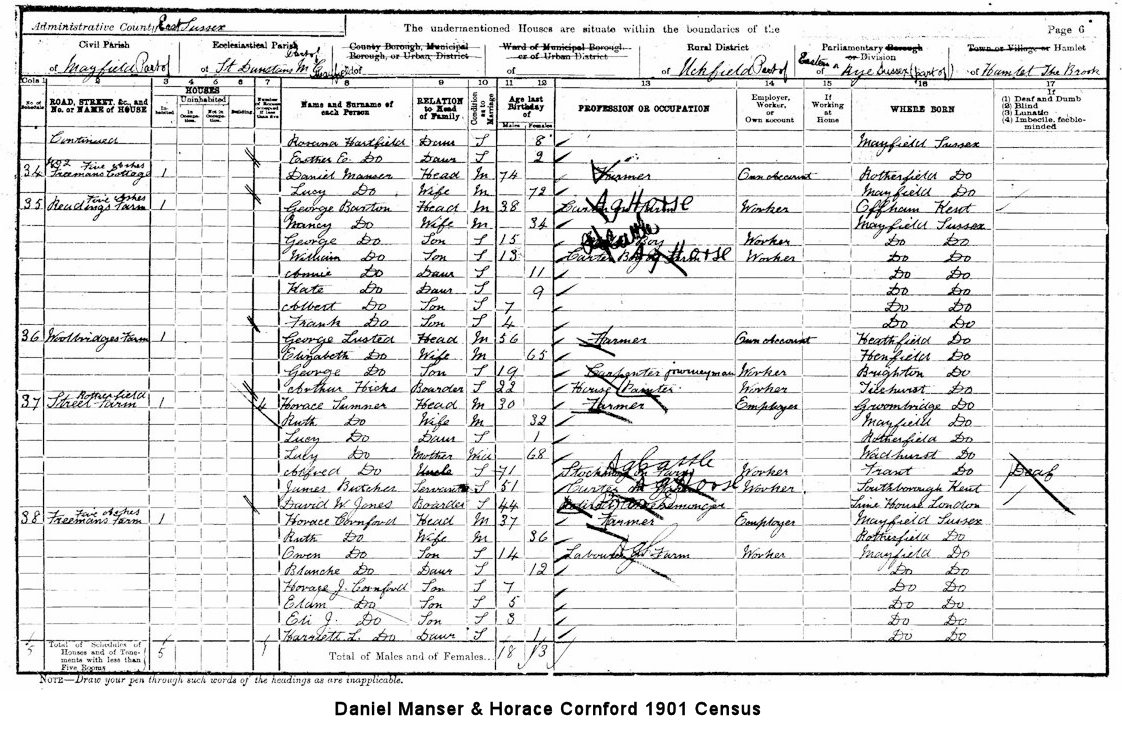 Administrative County East Sussex The undermentioned Houses are situate within the boundaries of the Page 6
Civil Parish Ecclesiastical Parish County Borough, Municipal Borough, or Urban District Ward of Municipal Borough or of Urban District Rural District Parliamentary Borough or Division Town or Village or Hamlet
of Mayfield Part of of St Dunstans Part of of of Uckfield Part of of Eastern Rye Sussex (part of) of Hamlet The Brook
Cols 1 2 3 4 5 6 7 8 9 10 11 12 13 14 15 16 17
No. of Schedule ROAD, STREET, &c., and No. or NAME of HOUSE HOUSES Inhabited Uninhabited In Occupation Not in Occupation Building Number of Rooms occupied if less than five Name and Surname of each Person RELATION to Head of Family Condition as to Marriage Age last Birthday of Males Females PROFESSION OR OCCUPATION Employer, Worker, or Own account If Working at Home WHERE BORN If (1) Deaf and Dumb (2) Blind (3) Lunatic (4) Imbecile, feeble-minded
Continued Rosana Hartfield Daur S 8 Mayfield Sussex
Easther E. Do Daur S 2
34 No 2 Five Ashes Freemans Cottage 1 Daniel Manser Head M 74 Farmer Own account Rotherfield Do
Lucy Do Wife M 72 Mayfield Do
35 Five Ashes Readings Farm 1 George Barton Head M 38 Ag Horse Worker Offham Kent
Nancy Do Wife M 34 Mayfield Sussex
George Do Son S 15 Cattle Boy Worker Do Do
William Do Son S 13 Carter Boy Ag Horse Worker Do Do
Annie Do Daur S 11 Do Do
Kate Do Daur S 9 Do Do
Albert Do Son S 7 Do Do
Frank Do Son S 4 Do Do
36 Woolbridges Farm 1 George Lusted Head M 56 Farmer Own account Heathfield Do
Elizabeth Do Wife M 65 Henfield Do
George Do Son S 19 Carpenter journeyman Worker Brighton Do
Arthur Hicks Boarder S 22 House Painter Worker Ticehurst Do
37 Rotherfield Street Farm 1 4 Horace Sumner Head M 30 Farmer Employer Groombridge Do
Ruth Do Wife M 32 Mayfield Do
Lucy Do Daur S 1 Rotherfield Do
Lucy Do Mother Wid 68 Wadhurst Do
Alfred Do Uncle S 71 Stockman on Farm Ag Cattle Worker Frant Do Deaf
James Butcher Servant S 51 Carter on Farm Ag Horse Worker Southborough Kent
David W Jones Boarder S 44 Lime House London
38 Five Ashes Freemans Farm 1 Horace Cornford Head M 37 Farmer Employer Mayfield Sussex
Ruth Do Wife M 36 Rotherfield Do
Owen Do Son S 14 Labourer on Farm Worker Mayfield Do
Blanche Do Daur S 12 Do Do
Horace J. Cornford Son S 7 Do Do
Edam Do Son S 5 Do Do
Eli J. Do Son S 3 Do Do
Harriett L. Do Daur S 1 Do Do
5 Total of Schedules of Houses and of Tenements with less than Five Rooms 5 1 Total of Males and of Females... 18 13
NOTE—Draw your pen through such words of the headings as are inapplicable.
Daniel Manser & Horace Cornford 1901 Census